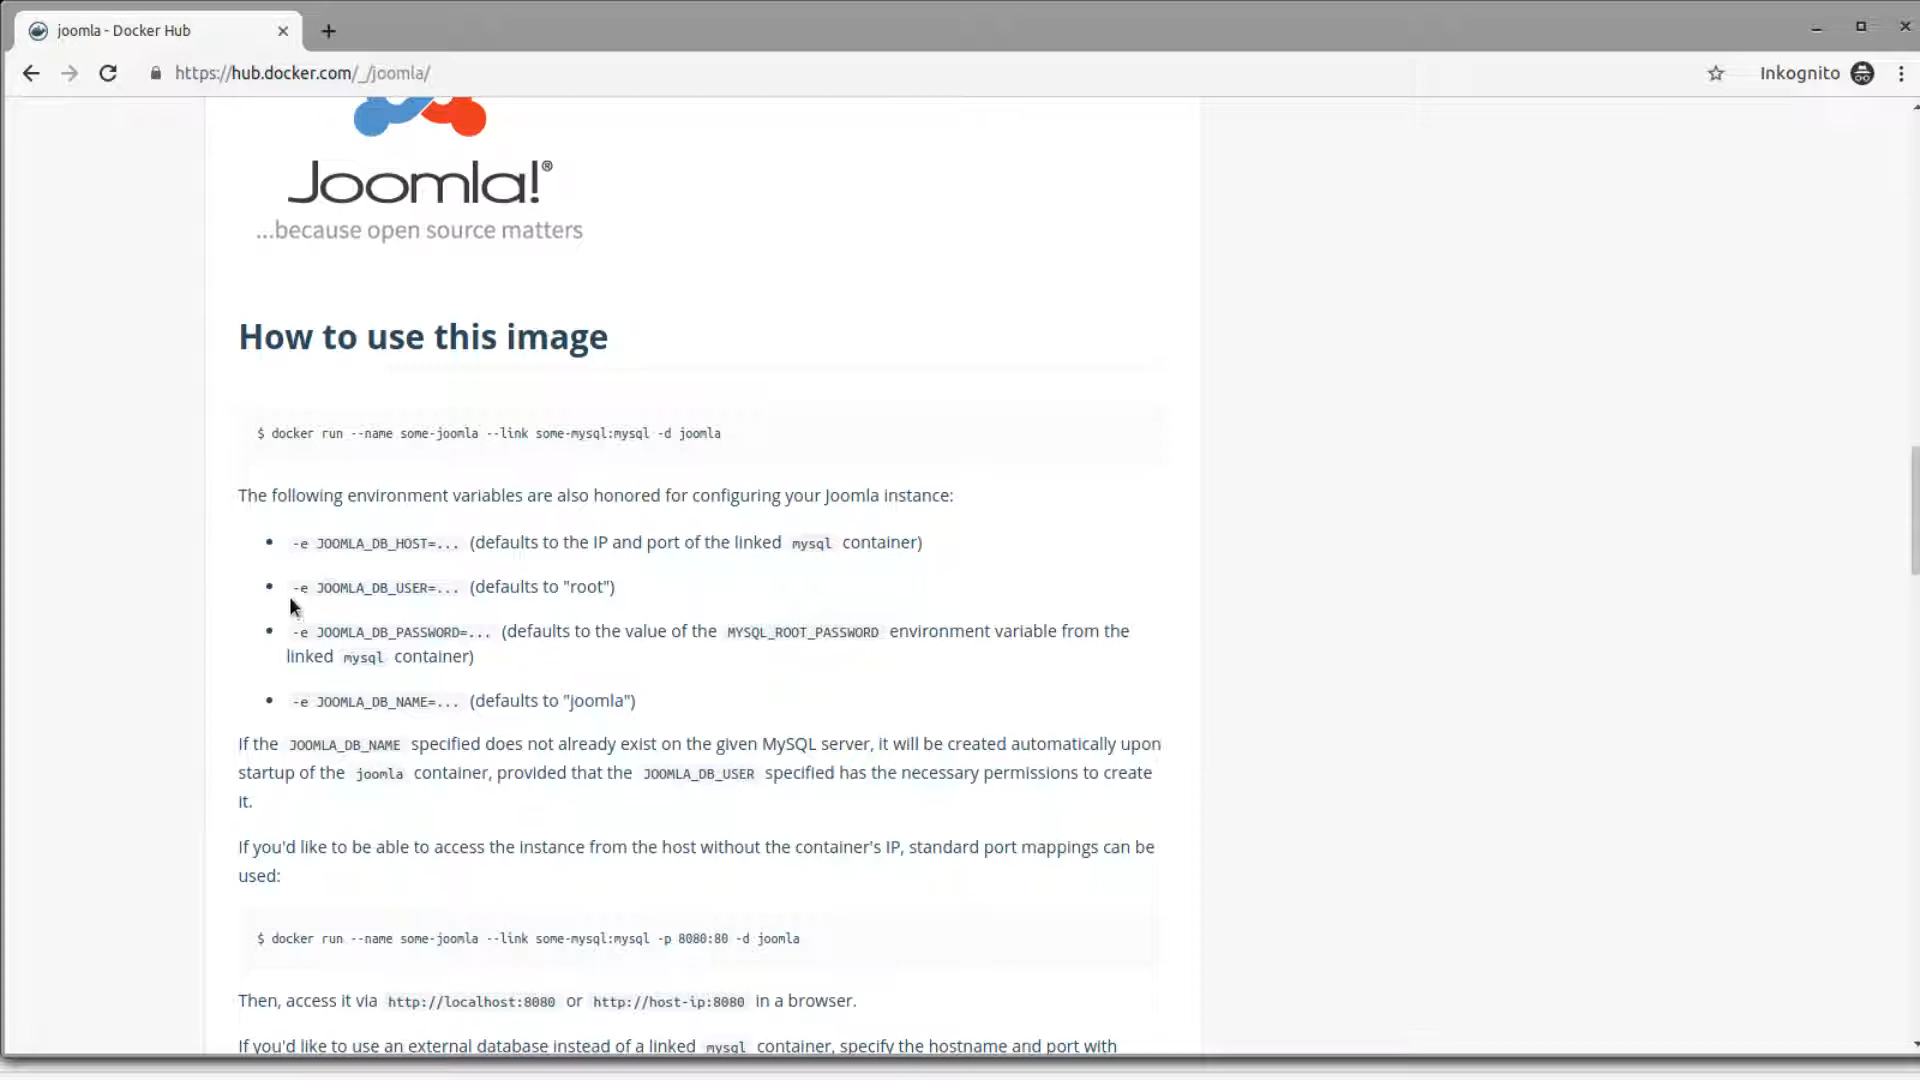 joomla - Docker Hub
https://hub.docker.com/_/joomla/
Inkognito
Joomla!®
...because open source matters
How to use this image
$ docker run --name some-joomla --link some-mysql:mysql -d joomla
The following environment variables are also honored for configuring your Joomla instance:
• -e JOOMLA_DB_HOST=... (defaults to the IP and port of the linked mysql container)
• -e JOOMLA_DB_USER=... (defaults to "root")
• -e JOOMLA_DB_PASSWORD=... (defaults to the value of the MYSQL_ROOT_PASSWORD environment variable from the
linked mysql container)
• -e JOOMLA_DB_NAME=... (defaults to "joomla")
If the JOOMLA_DB_NAME specified does not already exist on the given MySQL server, it will be created automatically upon
startup of the joomla container, provided that the JOOMLA_DB_USER specified has the necessary permissions to create
it.
If you'd like to be able to access the instance from the host without the container's IP, standard port mappings can be
used:
$ docker run --name some-joomla --link some-mysql:mysql -p 8080:80 -d joomla
Then, access it via http://localhost:8080 or http://host-ip:8080 in a browser.
If you'd like to use an external database instead of a linked mysql container, specify the hostname and port with